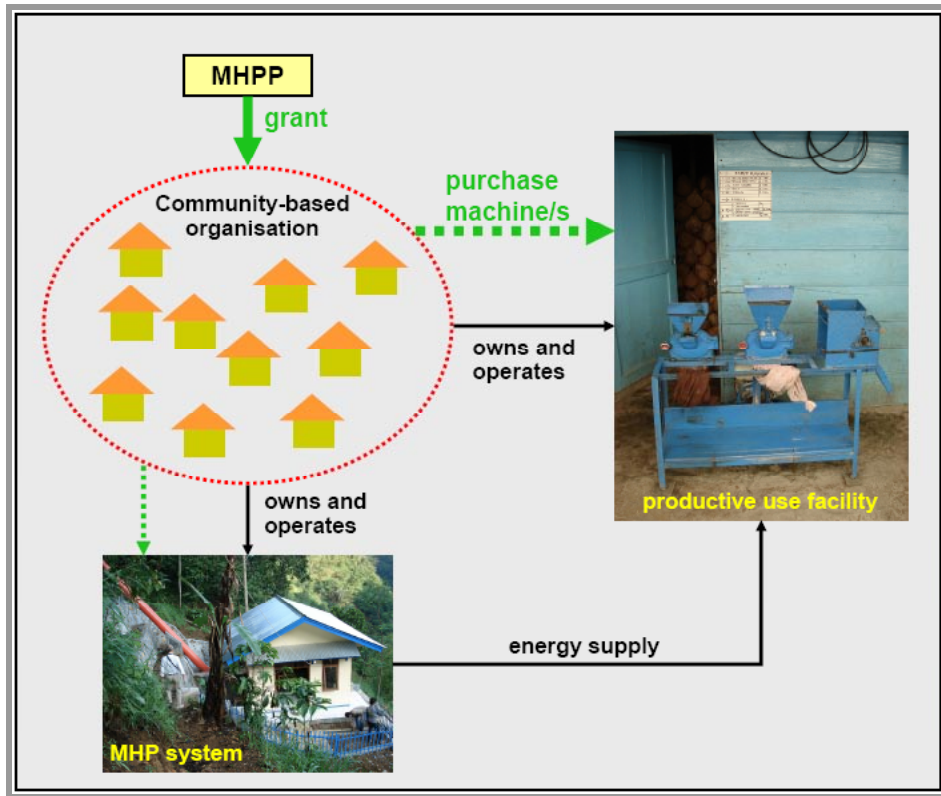 MHPP
grant
Community-based
organisation
purchase
machine/s
owns and
operates
productive use facility
owns and
operates
energy supply
MHP system